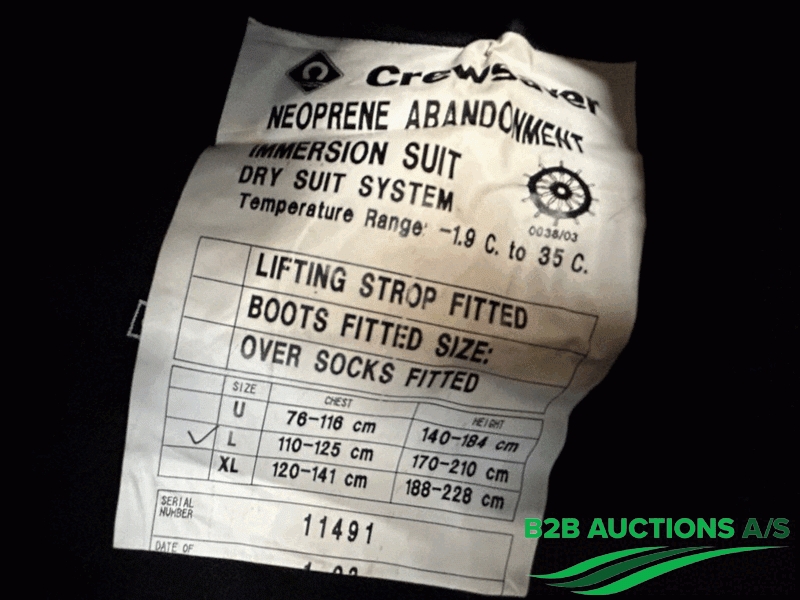 CrewSaver
NEOPRENE ABANDONMENT
IMMERSION SUIT
DRY SUIT SYSTEM
Temperature Range: -1.9 C. to 35 C.
0038/03
LIFTING STROP FITTED
BOOTS FITTED SIZE:
OVER SOCKS FITTED
SIZE CHEST HEIGHT
U 76-116 cm 140-184 cm
✓ L 110-125 cm 170-210 cm
XL 120-141 cm 188-228 cm
SERIAL
NUMBER
11491
DATE OF
B2B AUCTIONS A/S